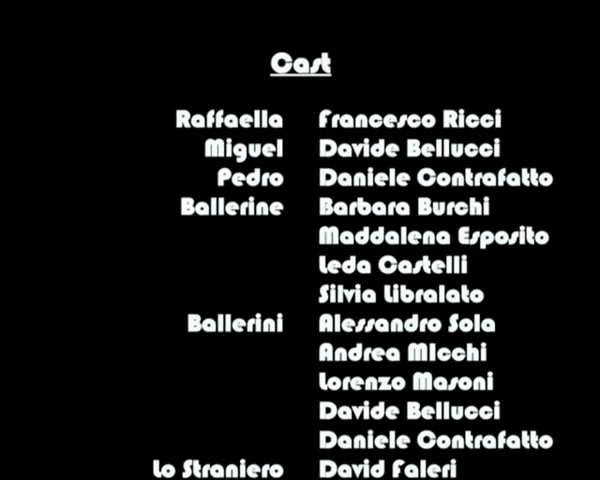 Cast
Raffaella Francesco Ricci
Miguel Davide Bellucci
Pedro Daniele Contrafatto
Ballerine Barbara Burchi
Maddalena Esposito
Leda Castelli
Silvia Libralato
Ballerini Alessandro Sola
Andrea MIcchi
Lorenzo Masoni
Davide Bellucci
Daniele Contrafatto
Lo Straniero David Faleri